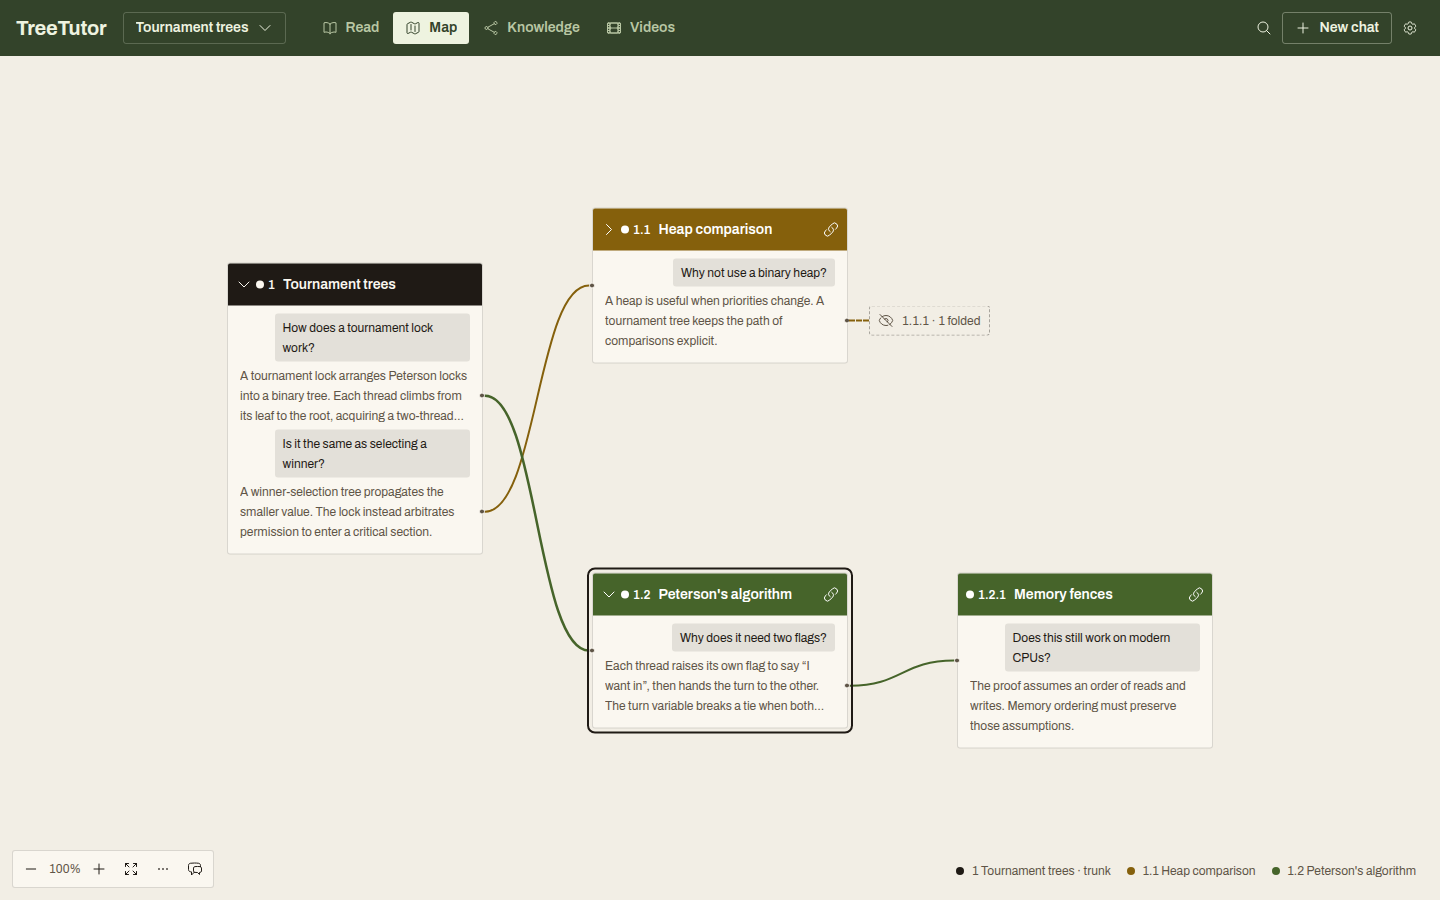 TreeTutor
Tournament trees
Read
Map
Knowledge
Videos
New chat
1.1 Heap comparison
Why not use a binary heap?
A heap is useful when priorities change. A
tournament tree keeps the path of
comparisons explicit.
1.1.1 · 1 folded
1 Tournament trees
How does a tournament lock
work?
A tournament lock arranges Peterson locks
into a binary tree. Each thread climbs from
its leaf to the root, acquiring a two-thread...
Is it the same as selecting a
winner?
A winner-selection tree propagates the
smaller value. The lock instead arbitrates
permission to enter a critical section.
1.2 Peterson's algorithm
Why does it need two flags?
Each thread raises its own flag to say “I
want in”, then hands the turn to the other.
The turn variable breaks a tie when both...
1.2.1 Memory fences
Does this still work on modern
CPUs?
The proof assumes an order of reads and
writes. Memory ordering must preserve
those assumptions.
100%
1 Tournament trees · trunk
1.1 Heap comparison
1.2 Peterson's algorithm